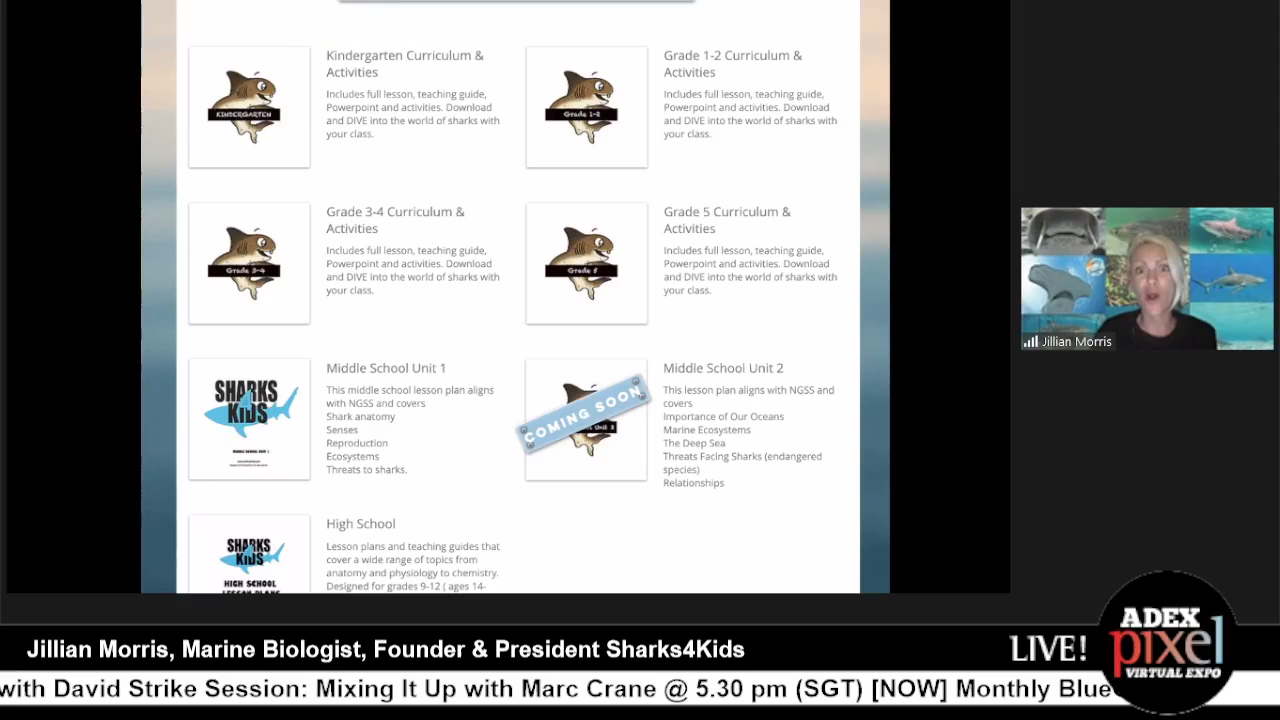 Kindergarten Curriculum &
Activities
Includes full lesson, teaching guide,
Powerpoint and activities. Download
and DIVE into the world of sharks with
your class.
KINDERGARTEN
Grade 1-2 Curriculum &
Activities
Includes full lesson, teaching guide,
Powerpoint and activities. Download
and DIVE into the world of sharks with
your class.
Grade 1-2
Grade 3-4 Curriculum &
Activities
Includes full lesson, teaching guide,
Powerpoint and activities. Download
and DIVE into the world of sharks with
your class.
Grade 3-4
Grade 5 Curriculum &
Activities
Includes full lesson, teaching guide,
Powerpoint and activities. Download
and DIVE into the world of sharks with
your class.
Grade 5
SHARKS
KIDS
MIDDLE SCHOOL UNIT 1
Middle School Unit 1
This middle school lesson plan aligns
with NGSS and covers
Shark anatomy
Senses
Reproduction
Ecosystems
Threats to sharks.
COMING SOON
Middle School Unit 2
This lesson plan aligns with NGSS and
covers
Importance of Our Oceans
Marine Ecosystems
The Deep Sea
Threats Facing Sharks (endangered
species)
Relationships
SHARKS
KIDS
HIGH SCHOOL
LESSON PLANS
High School
Lesson plans and teaching guides that
cover a wide range of topics from
anatomy and physiology to chemistry.
Designed for grades 9-12 ( ages 14-
Jillian Morris
Jillian Morris, Marine Biologist, Founder & President Sharks4Kids
LIVE!
ADEX
pixel
VIRTUAL EXPO
with David Strike Session: Mixing It Up with Marc Crane @ 5.30 pm (SGT) [NOW] Monthly Blue